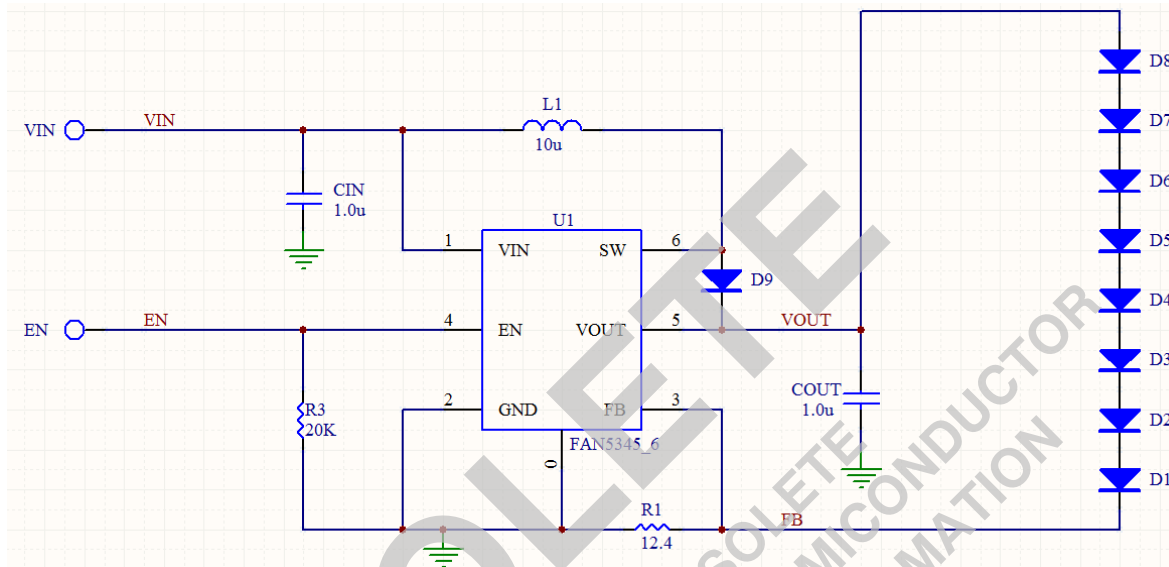 D8
L1
VIN
VIN
10u
D7
CIN
1.0u
D6
U1
1
VIN
SW
6
D5
D9
D4
EN
EN
4
EN
VOUT
5
VOUT
D3
COUT
1.0u
R3
20K
2
GND
FB
3
D2
FAN5345_6
0
D1
R1
12.4
FB
OLETE
SOLETE
MICONDUCTOR
MATION